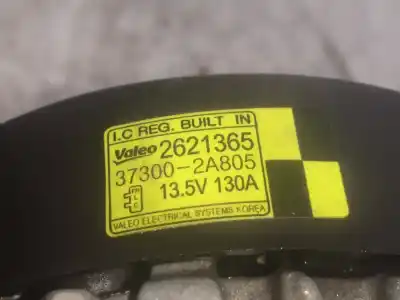 I.C REG. BUILT IN
Valeo 2621365
37300-2A805
13.5V 130A
VALEO ELECTRICAL SYSTEMS KOREA